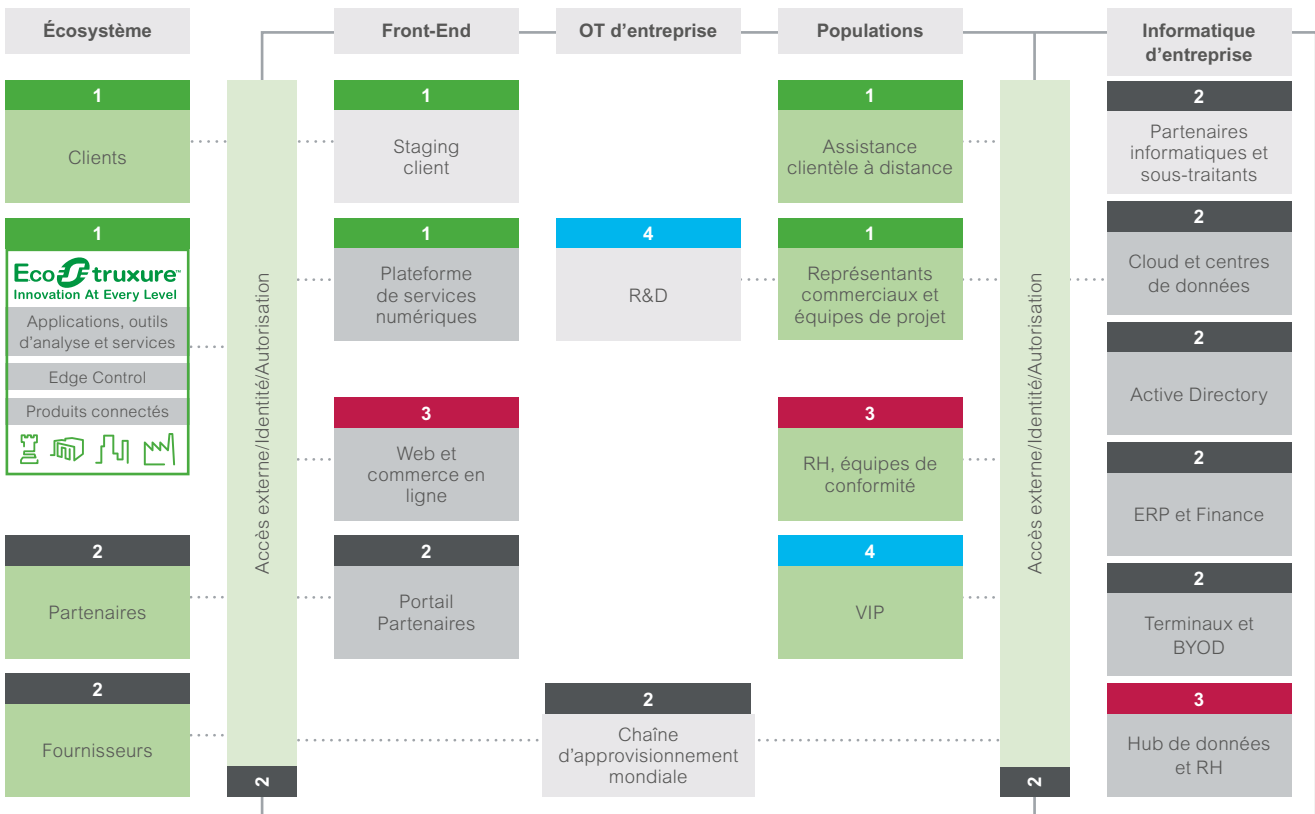 Écosystème
Front-End
OT d'entreprise
Populations
Informatique
d'entreprise
1
Clients
1
EcoStruxure™
Innovation At Every Level
Applications, outils
d'analyse et services
Edge Control
Produits connectés
2
Partenaires
2
Fournisseurs
Accès externe/Identité/Autorisation
2
1
Staging
client
1
Plateforme
de services
numériques
3
Web et
commerce en
ligne
2
Portail
Partenaires
4
R&D
2
Chaîne
d'approvisionnement
mondiale
1
Assistance
clientèle à distance
1
Représentants
commerciaux et
équipes de projet
3
RH, équipes de
conformité
4
VIP
Accès externe/Identité/Autorisation
2
2
Partenaires
informatiques et
sous-traitants
2
Cloud et centres
de données
2
Active Directory
2
ERP et Finance
2
Terminaux et
BYOD
3
Hub de données
et RH